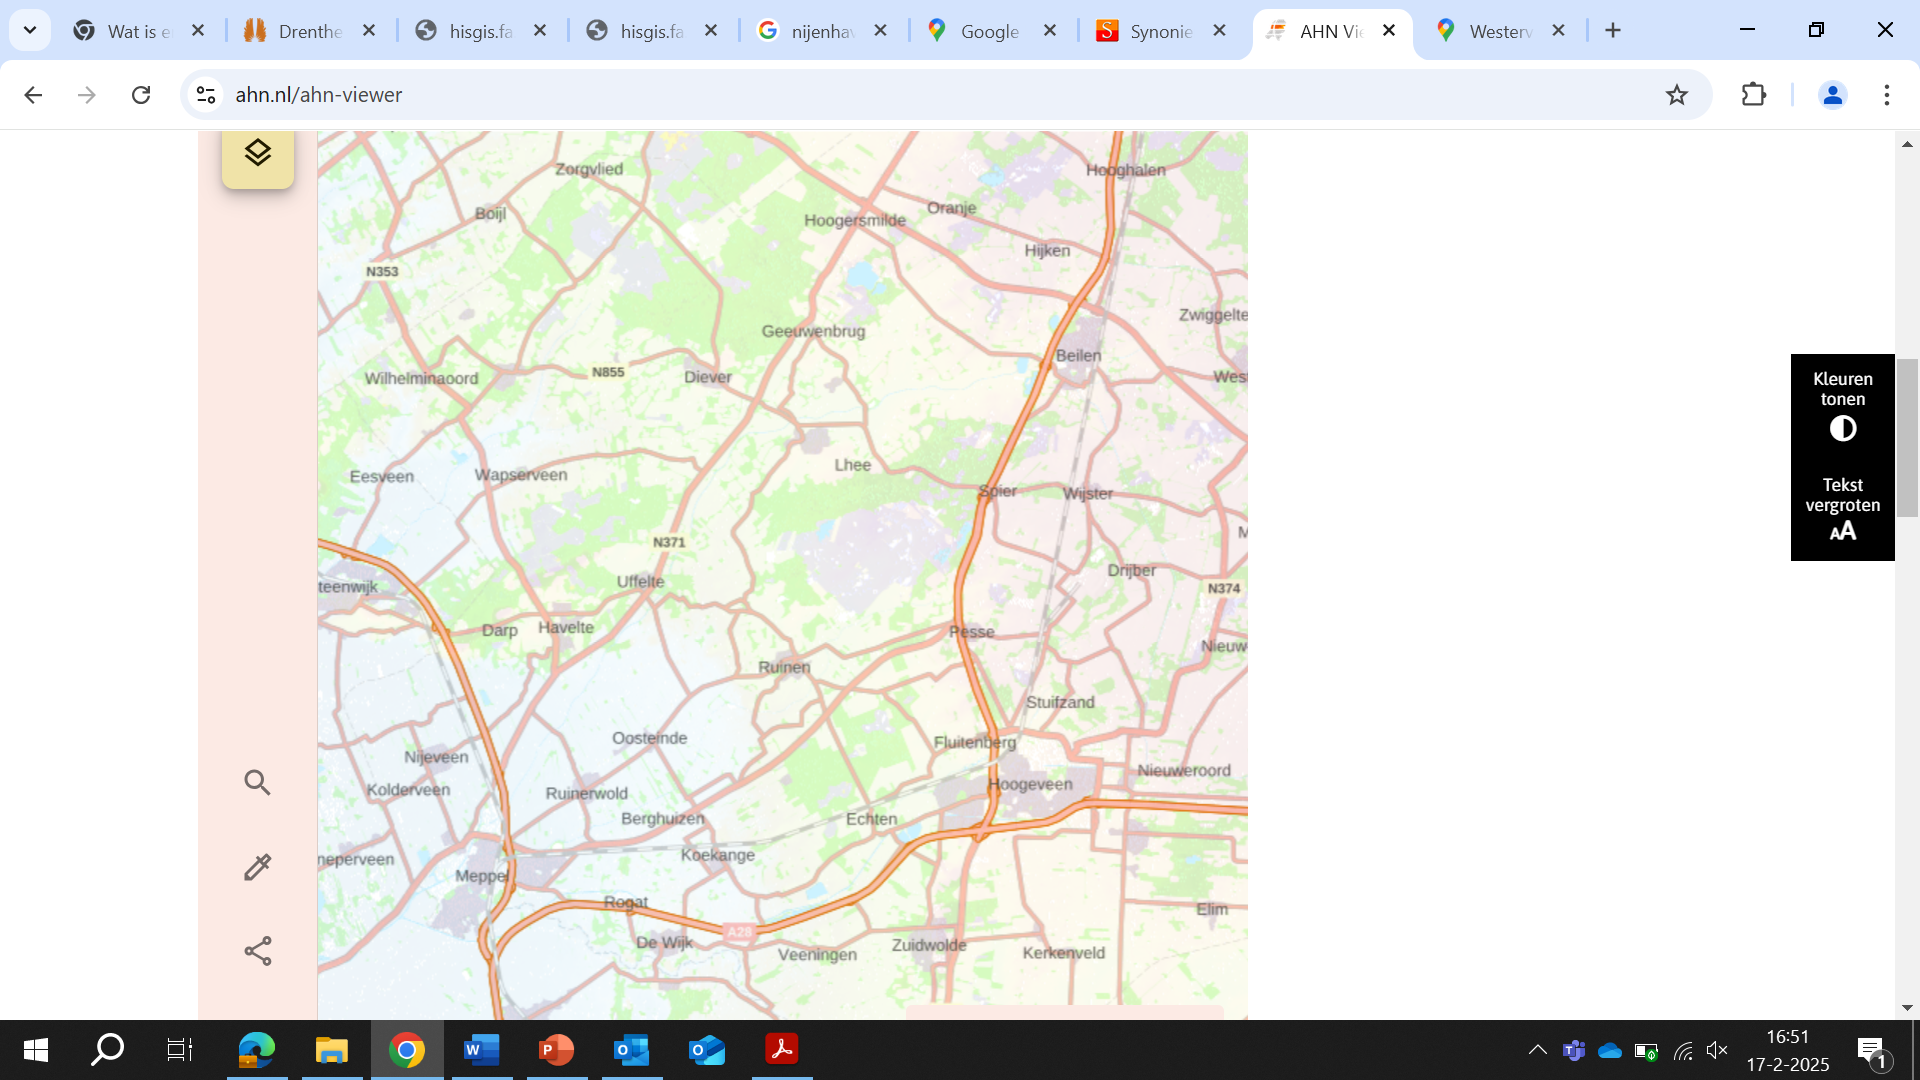 Wat is e
Drenthe
hisgis.fa
hisgis.fa
nijenhav
Google
Synonie
AHN Vie
Westerv
ahn.nl/ahn-viewer
Zorgvlied
Hooghalen
Boijl
Hoogersmilde
Oranje
Hijken
N353
Zwiggelte
Geeuwenbrug
Beilen
Wilhelminaoord
N855
Diever
West
Kleuren
tonen
Lhee
Eesveen
Wapserveen
Spier
Wijster
Tekst
vergroten
AA
N371
M
Drijber
Uffelte
teenwijk
N374
Darp
Havelte
Pesse
Nieuw
Ruinen
Stuifzand
Oosteinde
Fluitenberg
Nijeveen
Nieuweroord
Kolderveen
Ruinerwold
Hoogeveen
Berghuizen
Echten
neperveen
Koekange
Meppel
Rogat
Elim
A28
De Wijk
Veeningen
Zuidwolde
Kerkenveld
16:51
17-2-2025
1